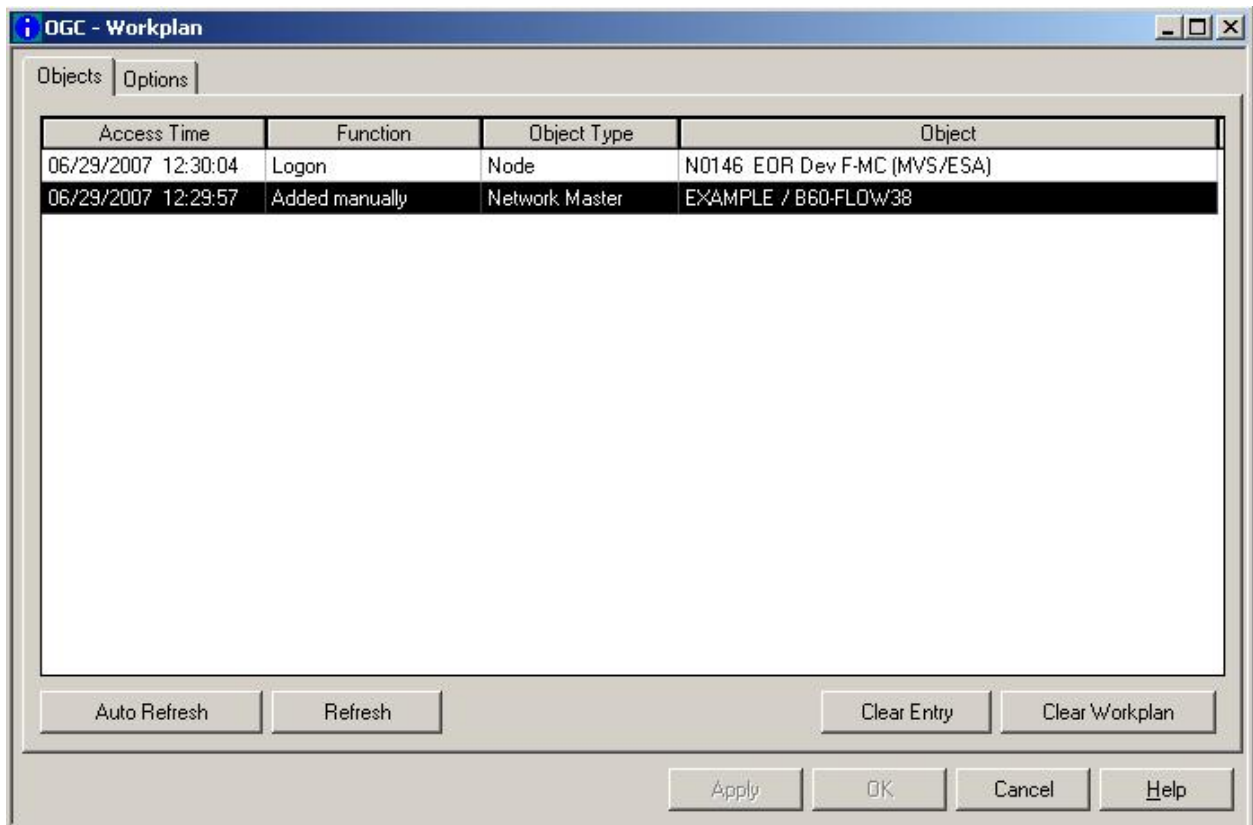 OGC - Workplan
Objects Options
Access Time Function Object Type Object
06/29/2007 12:30:04 Logon Node N0146 EOR Dev F-MC (MVS/ESA)
06/29/2007 12:29:57 Added manually Network Master EXAMPLE / B60-FLOW38
Auto Refresh Refresh Clear Entry Clear Workplan
Apply OK Cancel Help